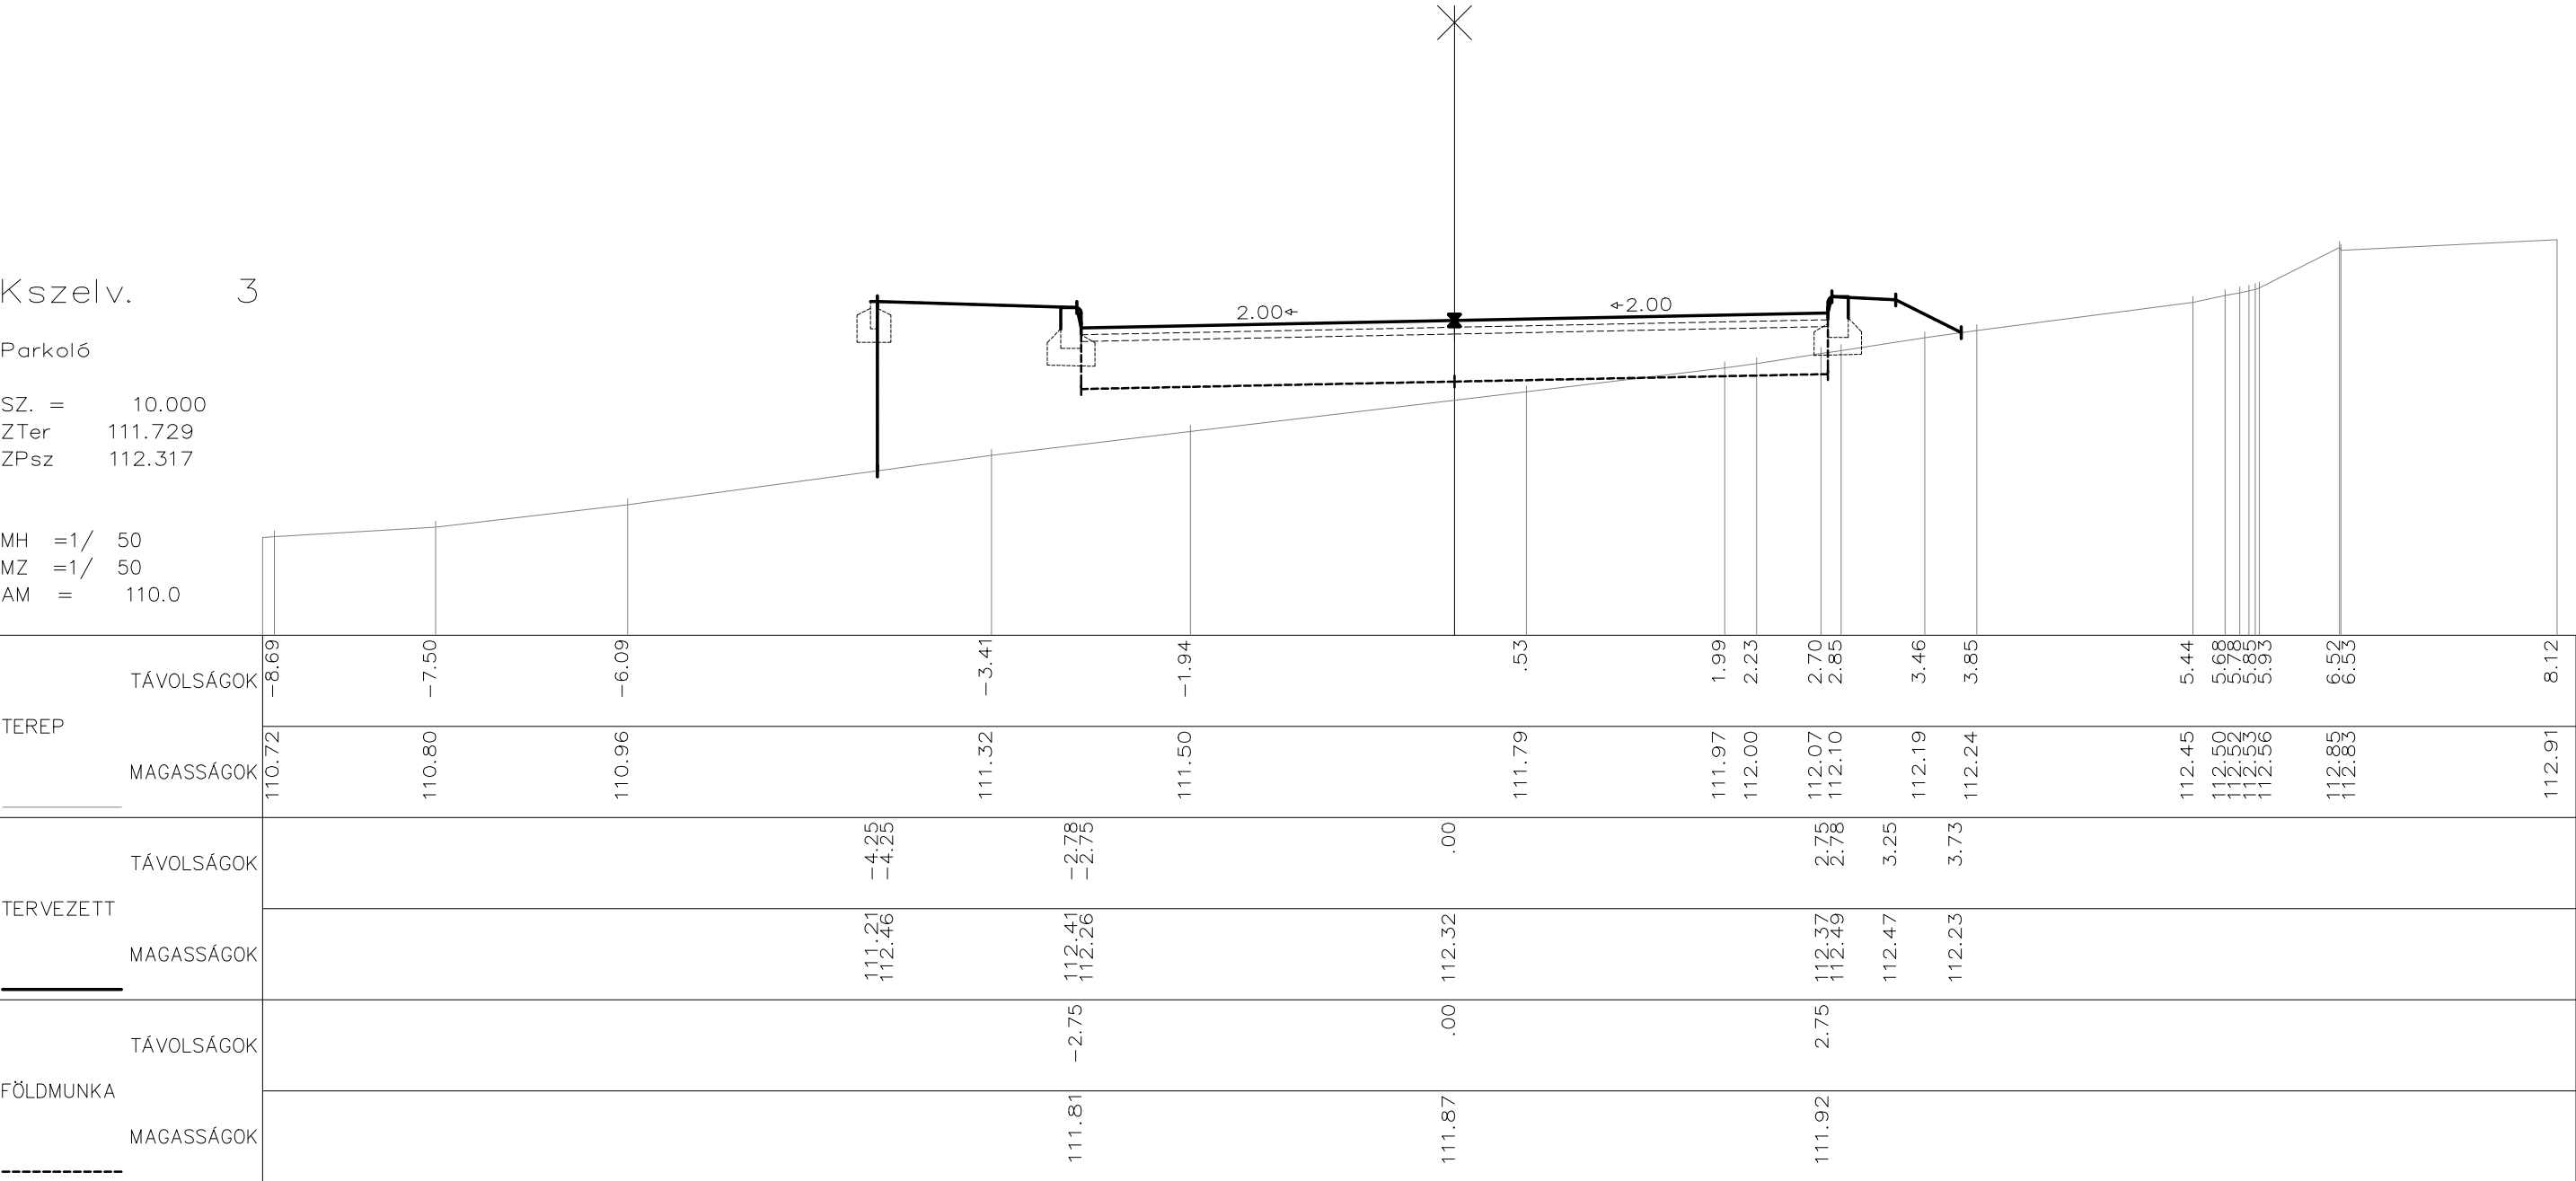 2.00
2.00
Kszelv. 3
Parkoló
SZ. = 10.000
ZTer 111.729
ZPsz 112.317
MH =1/ 50
MZ =1/ 50
AM = 110.0
TEREP
TÁVOLSÁGOK -8.69 -7.50 -6.09 -3.41 -1.94 .53 1.99 2.23 2.70 2.85 3.46 3.85 5.44 5.68 5.78 5.85 5.93 6.52 6.53 8.12
MAGASSÁGOK 110.72 110.80 110.96 111.32 111.50 111.79 111.97 112.00 112.07 112.10 112.19 112.24 112.45 112.50 112.52 112.53 112.56 112.85 112.83 112.91
TERVEZETT
TÁVOLSÁGOK -4.25 -4.25 -2.78 -2.75 .00 2.75 2.78 3.25 3.73
MAGASSÁGOK 111.21 112.46 112.41 112.26 112.32 112.37 112.49 112.47 112.23
FÖLDMUNKA
TÁVOLSÁGOK -2.75 .00 2.75
MAGASSÁGOK 111.81 111.87 111.92